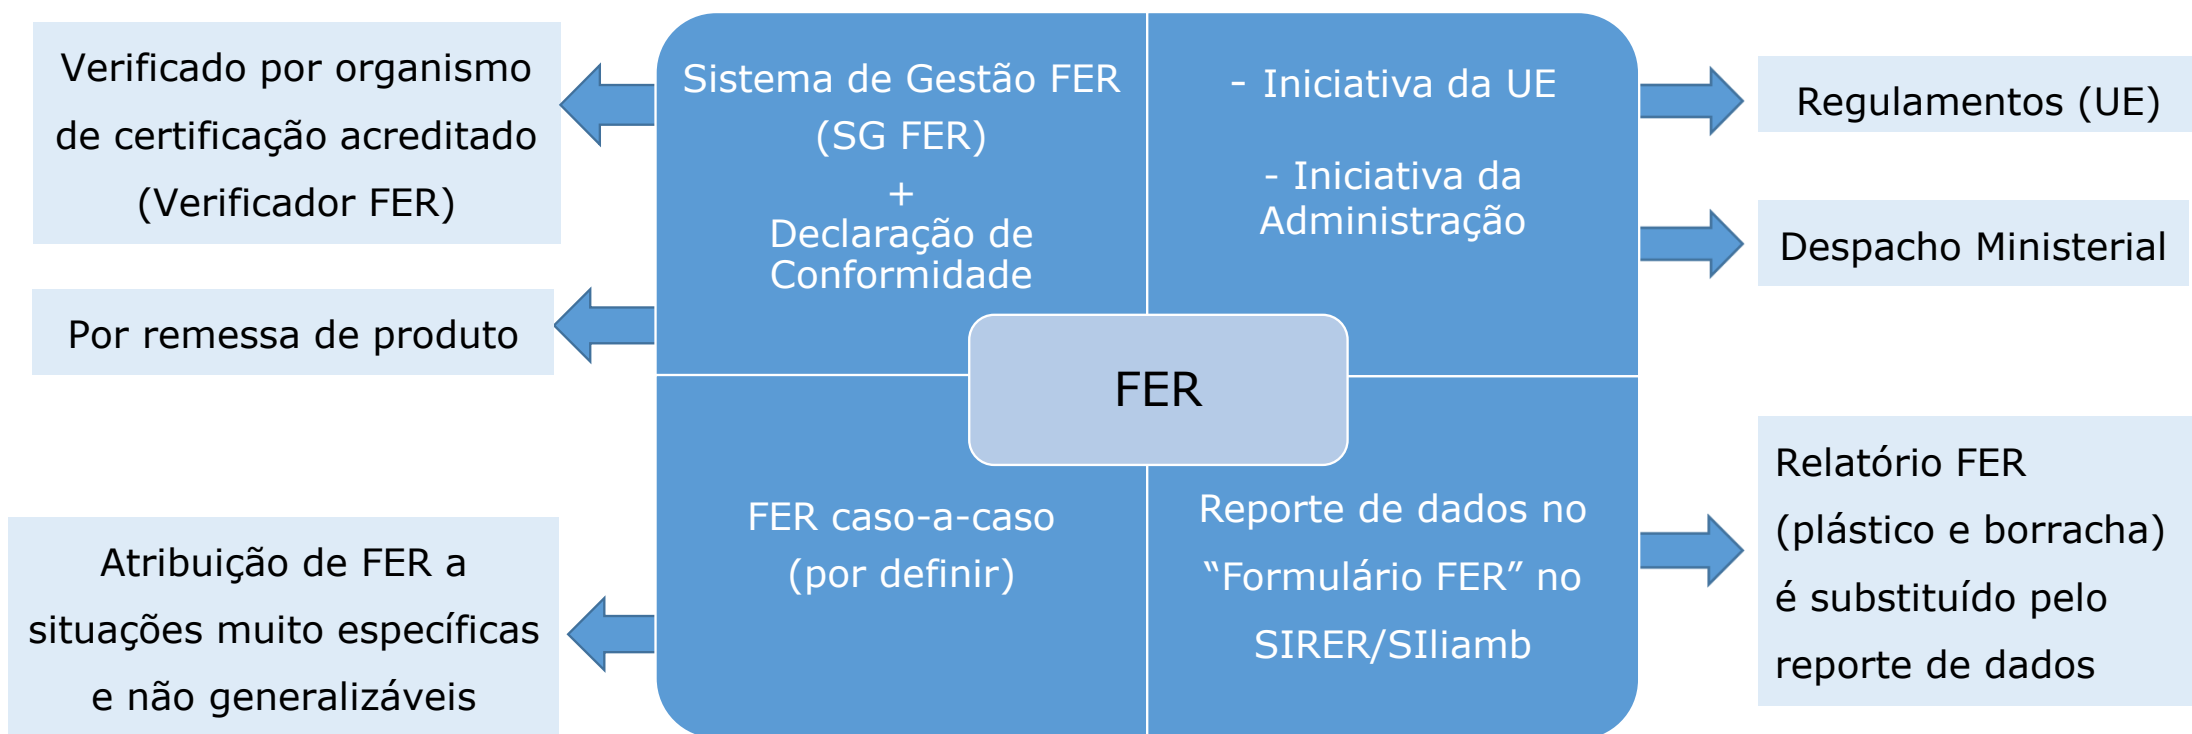 Verificado por organismo
de certificação acreditado
(Verificador FER)
Por remessa de produto
Atribuição de FER a
situações muito específicas
e não generalizáveis
Sistema de Gestão FER
(SG FER)
+
Declaração de
Conformidade
- Iniciativa da UE
- Iniciativa da
Administração
FER
FER caso-a-caso
(por definir)
Reporte de dados no
“Formulário FER” no
SIRER/SIliamb
Regulamentos (UE)
Despacho Ministerial
Relatório FER
(plástico e borracha)
é substituído pelo
reporte de dados